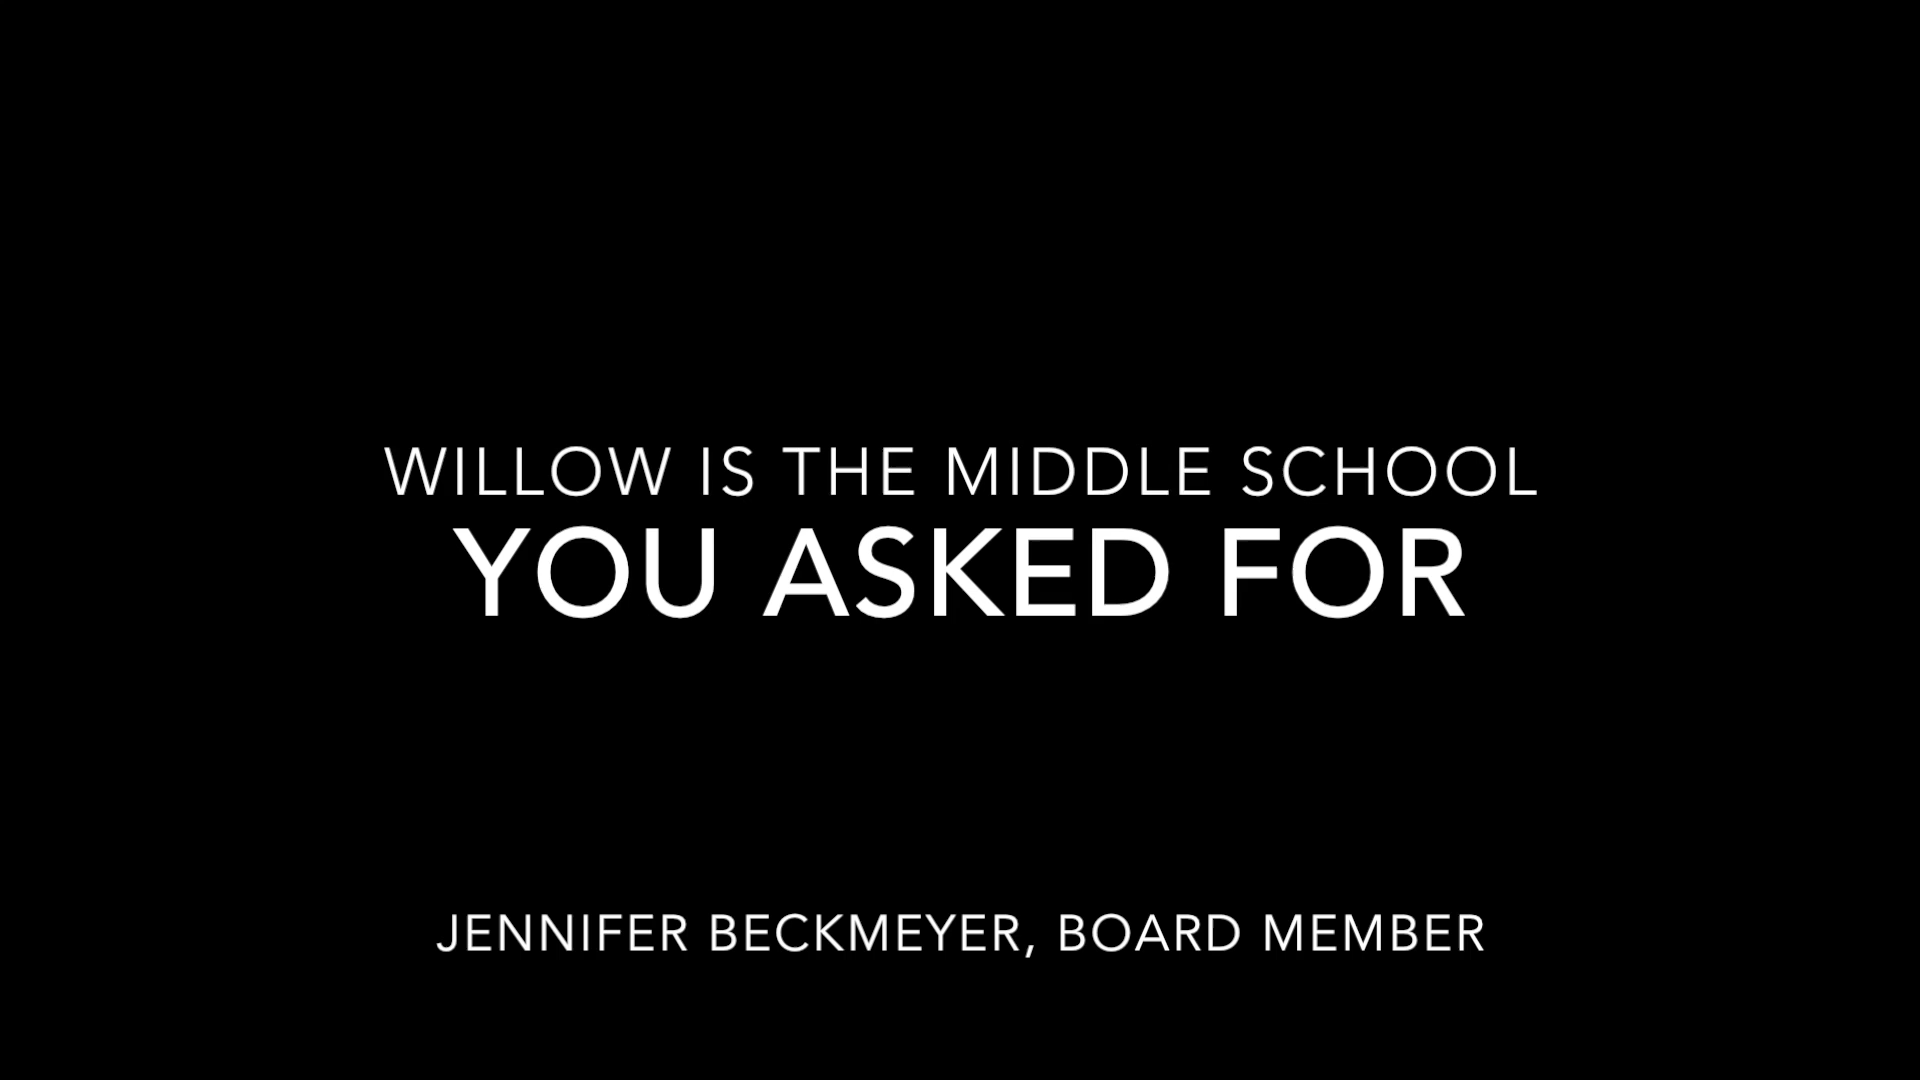 WILLOW IS THE MIDDLE SCHOOL
YOU ASKED FOR
JENNIFER BECKMEYER, BOARD MEMBER